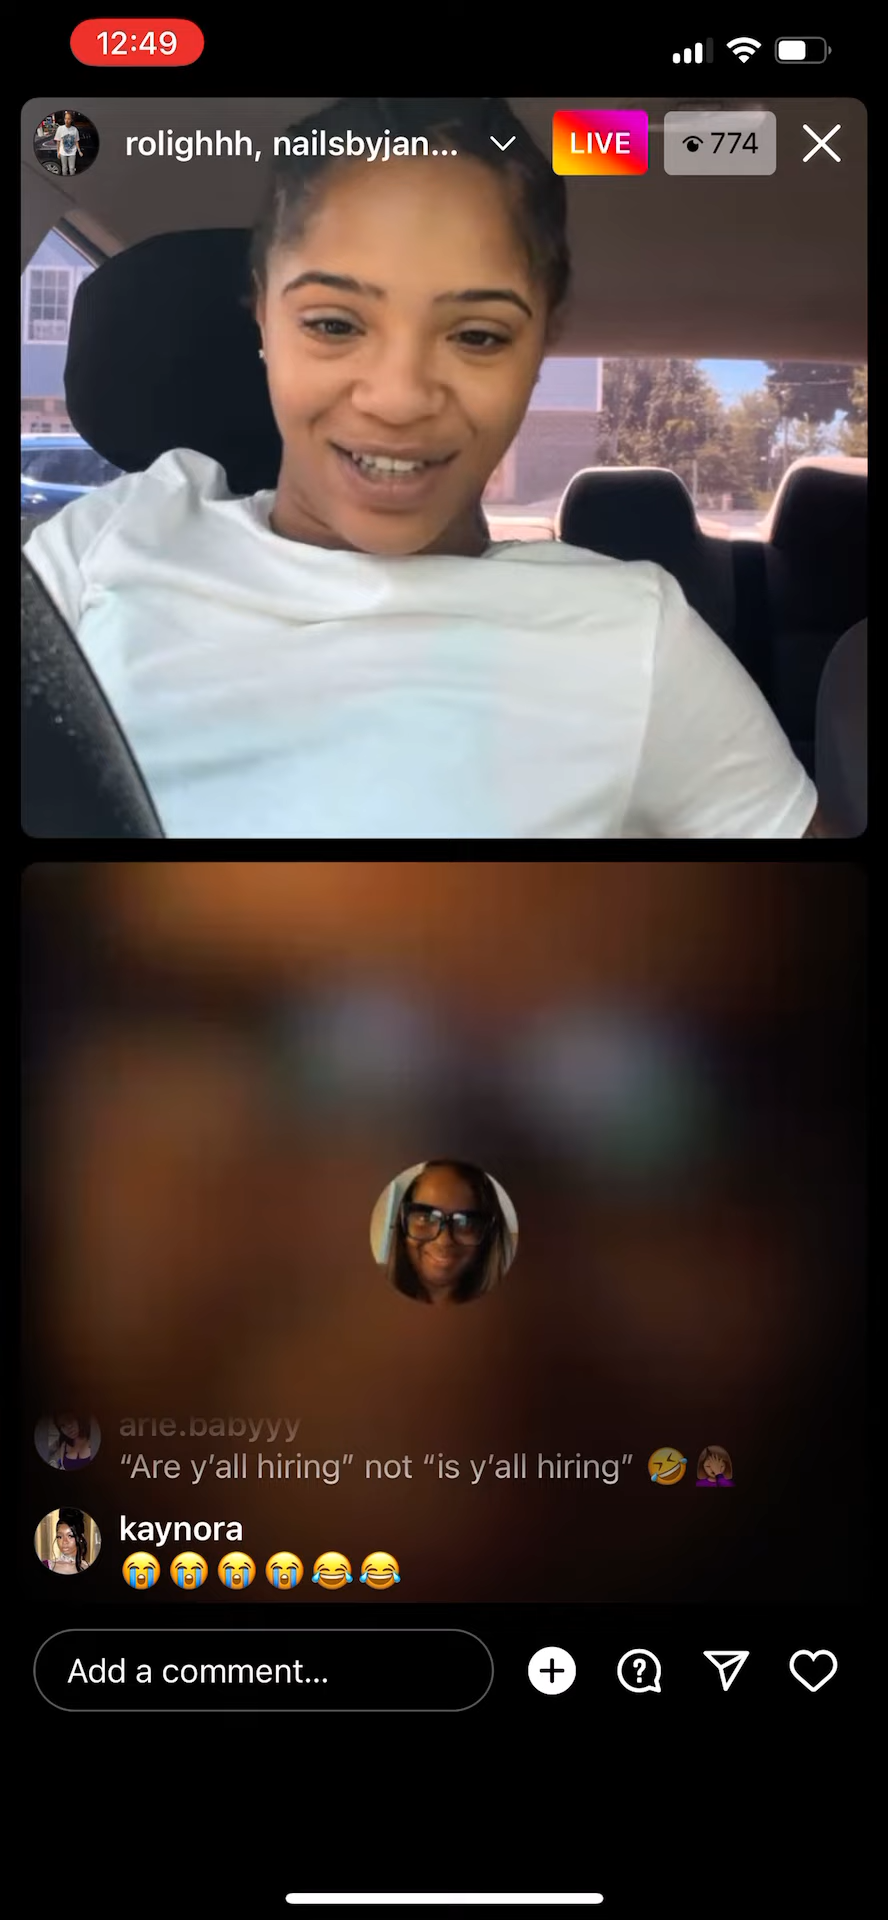 12:49
rolighhh, nailsbyjan...
LIVE
774
arie.babyyy
“Are y’all hiring” not “is y’all hiring” 🤣🤦🏽‍♀️
kaynora
😭😭😭😭😂😂
Add a comment...